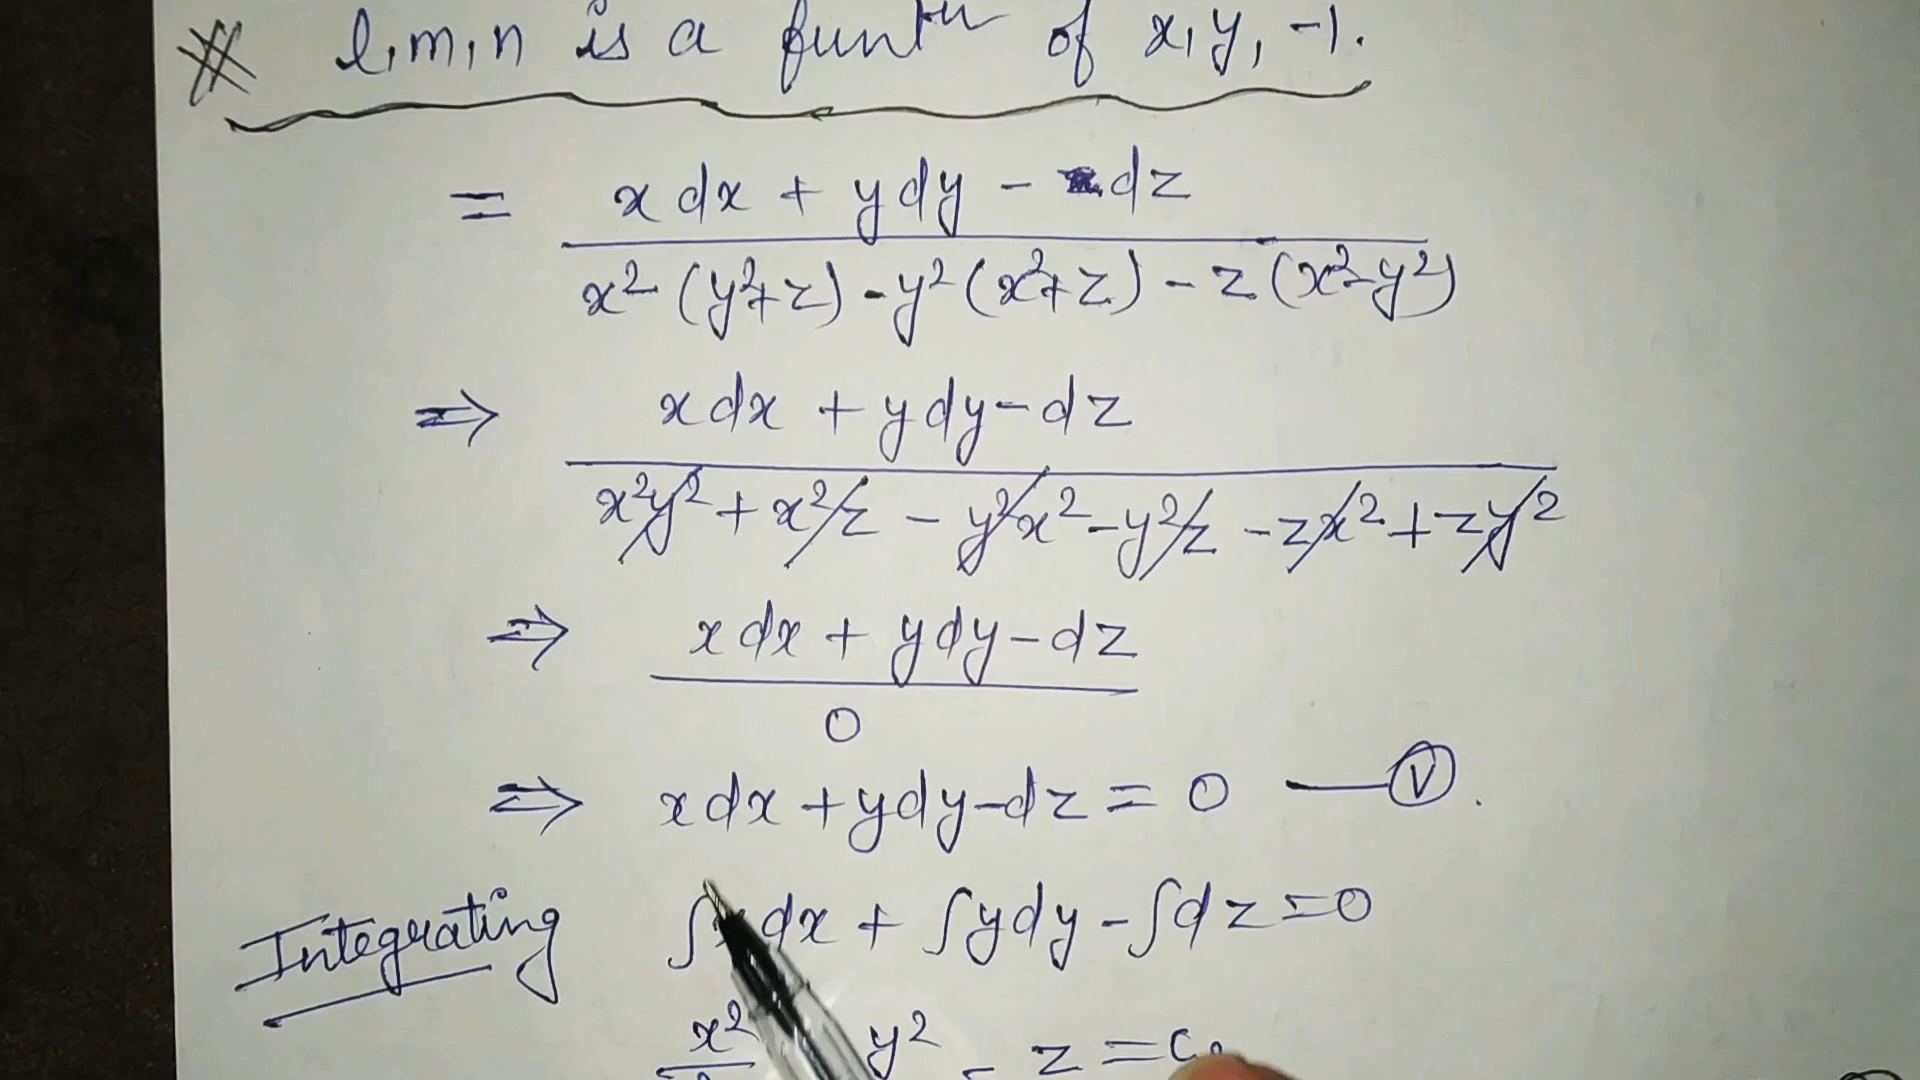 ※ l, m, n is a funtn of x, y, -1.
= x dx + y dy - dz
x² (y²+z) - y² (x²+z) - z (x²-y²)
⇒ x dx + y dy - dz
x²y² + x²z - y²x² - y²z - zx² + zy²
⇒ x dx + y dy - dz
0
⇒ x dx + y dy - dz = 0 — Ⓥ.
Integrating ∫x dx + ∫y dy - ∫dz = 0
x² y² - z = c